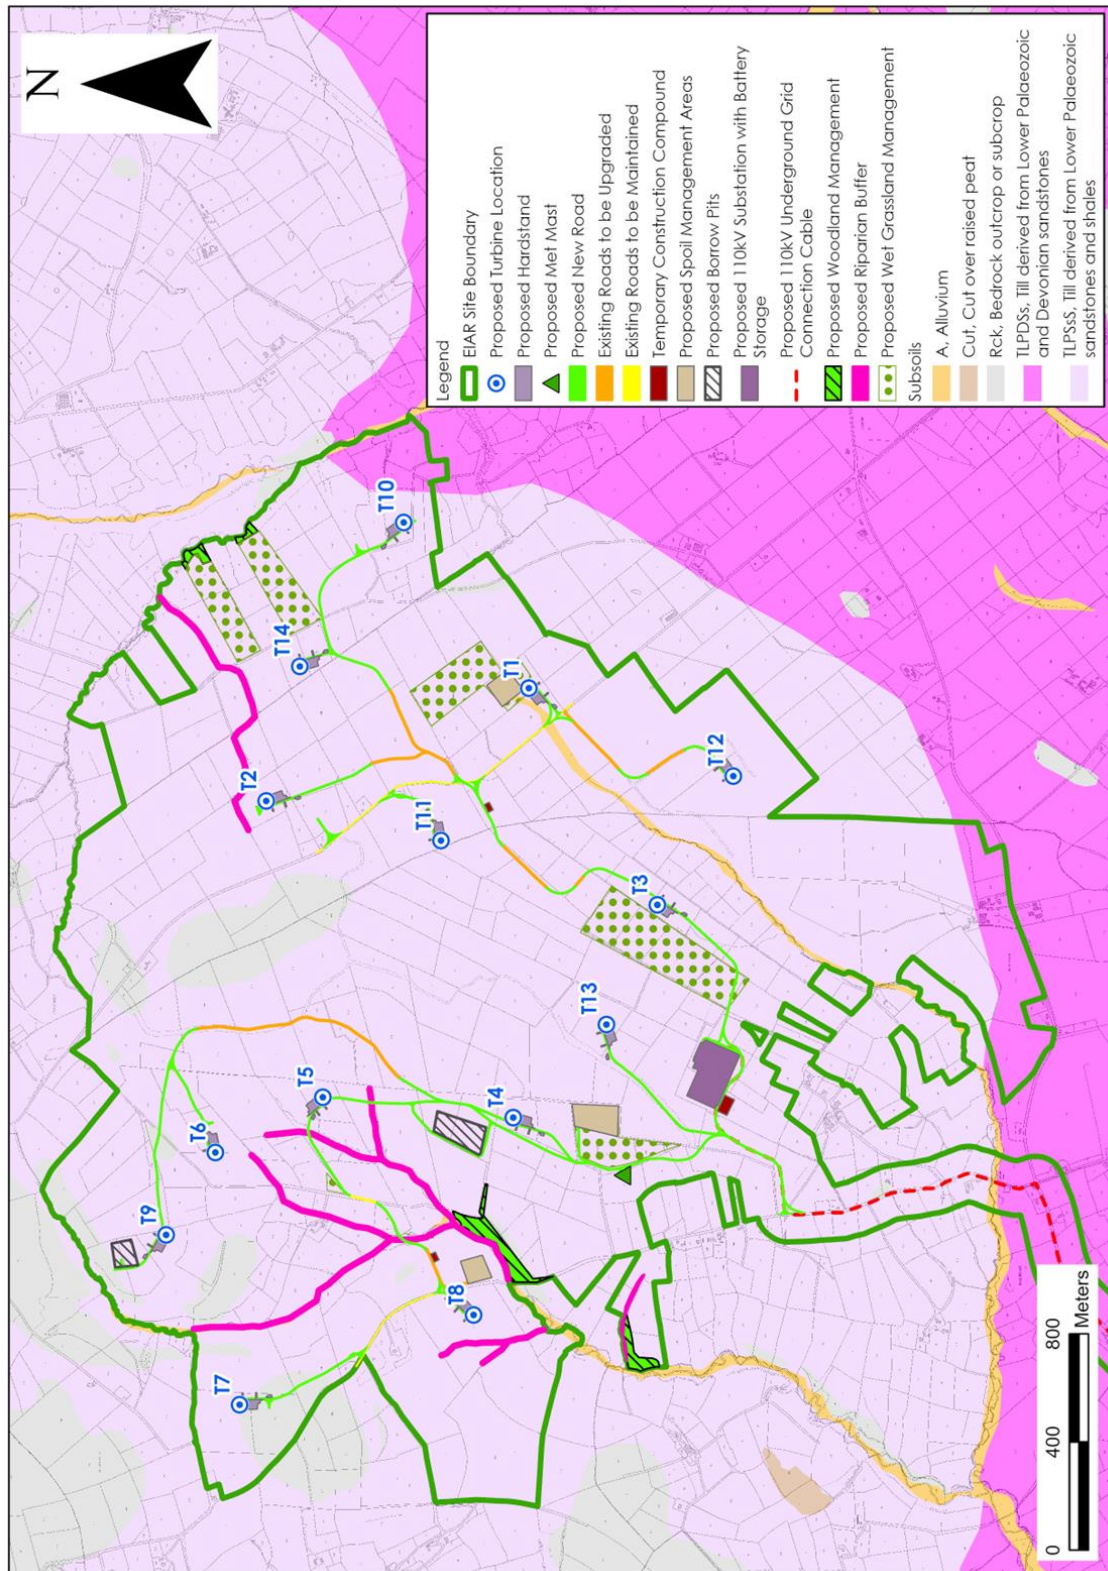 N
T7
T9
T6
T8
T5
T4
T13
T2
T11
T3
T14
T10
T1
T12
Legend
EIAR Site Boundary
Proposed Turbine Location
Proposed Hardstand
Proposed Met Mast
Proposed New Road
Existing Roads to be Upgraded
Existing Roads to be Maintained
Temporary Construction Compound
Proposed Spoil Management Areas
Proposed Borrow Pits
Proposed 110kV Substation with Battery
Storage
Proposed 110kV Underground Grid
Connection Cable
Proposed Woodland Management
Proposed Riparian Buffer
Proposed Wet Grassland Management
Subsoils
A, Alluvium
Cut, Cut over raised peat
Rck, Bedrock outcrop or subcrop
TLPDSs, Till derived from Lower Palaeozoic
and Devonian sandstones
TLPSsS, Till derived from Lower Palaeozoic
sandstones and shales
0 400 800
Meters